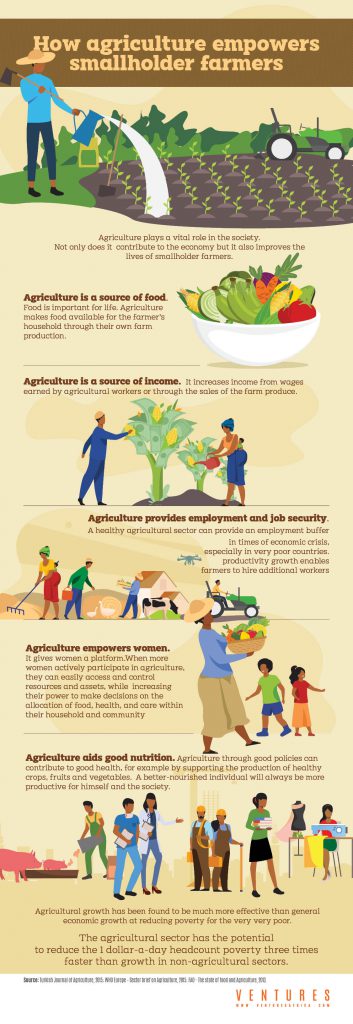 How agriculture empowers
smallholder farmers
Agriculture plays a vital role in the society.
Not only does it contribute to the economy but it also improves the
lives of smallholder farmers.
Agriculture is a source of food.
Food is important for life. Agriculture
makes food available for the farmer's
household through their own farm
production.
Agriculture is a source of income. It increases income from wages
earned by agricultural workers or through the sales of the farm produce.
Agriculture provides employment and job security.
A healthy agricultural sector can provide an employment buffer
in times of economic crisis,
especially in very poor countries.
productivity growth enables
farmers to hire additional workers
Agriculture empowers women.
It gives women a platform.When more
women actively participate in agriculture,
they can easily access and control
resources and assets, while increasing
their power to make decisions on the
allocation of food, health, and care within
their household and community
Agriculture aids good nutrition. Agriculture through good policies can
contribute to good health, for example by supporting the production of healthy
crops, fruits and vegetables. A better-nourished individual will always be more
productive for himself and the society.
Agricultural growth has been found to be much more effective than general
economic growth at reducing poverty for the very very poor.
The agricultural sector has the potential
to reduce the 1 dollar-a-day headcount poverty three times
faster than growth in non-agricultural sectors.
Source: Turkish Journal of Agriculture, 2015. WHO Europe - Sector brief on Agriculture, 2015. FAO - The state of Food and Agriculture, 2013
VENTURES
WWW.VENTURESAFRICA.COM